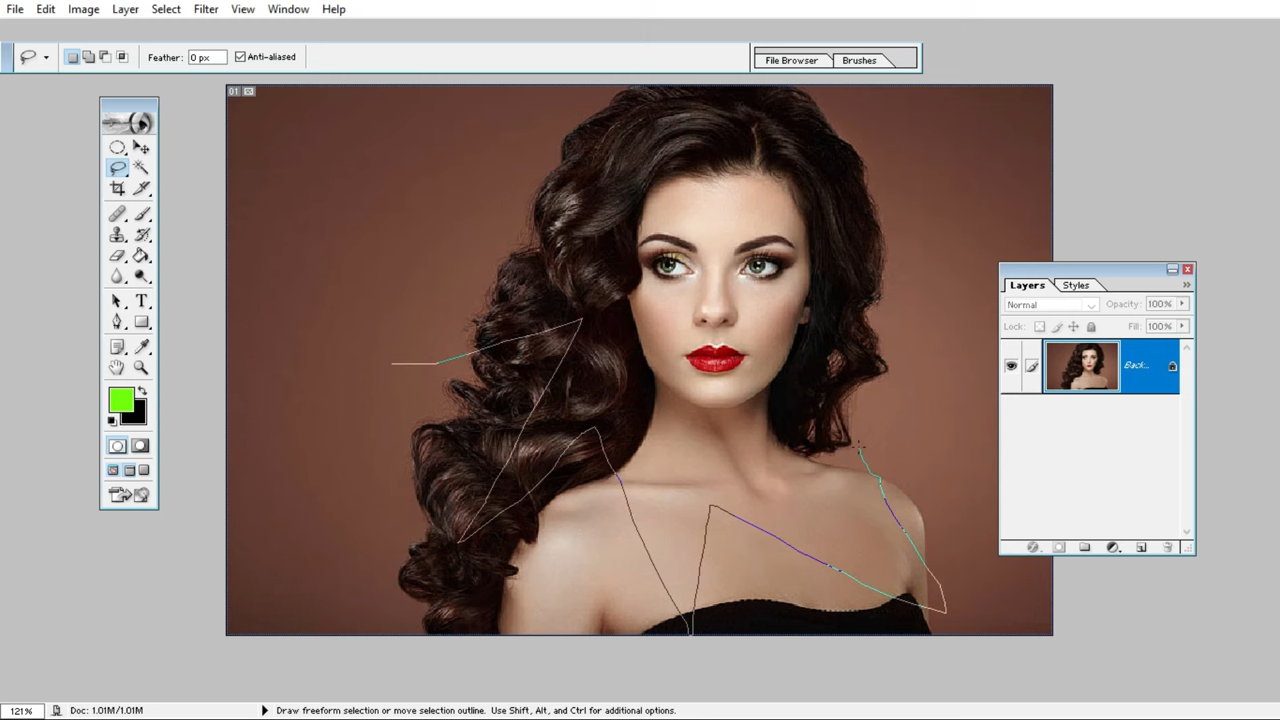 File Edit Image Layer Select Filter View Window Help
Feather: 0 px Anti-aliased File Browser Brushes
01
Layers Styles
Normal Opacity: 100%
Lock: Fill: 100%
Back...
T
121% Doc: 1.01M/1.01M Draw freeform selection or move selection outline. Use Shift, Alt, and Ctrl for additional options.